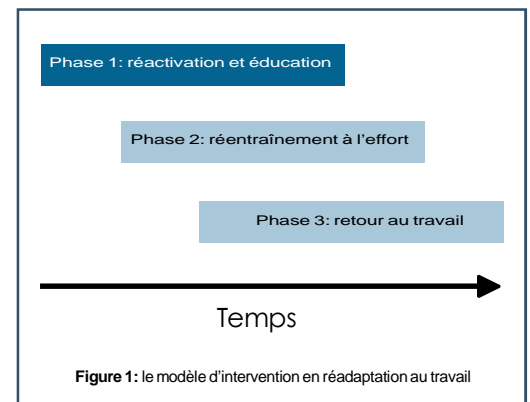 Phase 1: réactivation et éducation
Phase 2: réentraînement à l'effort
Phase 3: retour au travail
Temps
Figure 1: le modèle d'intervention en réadaptation au travail